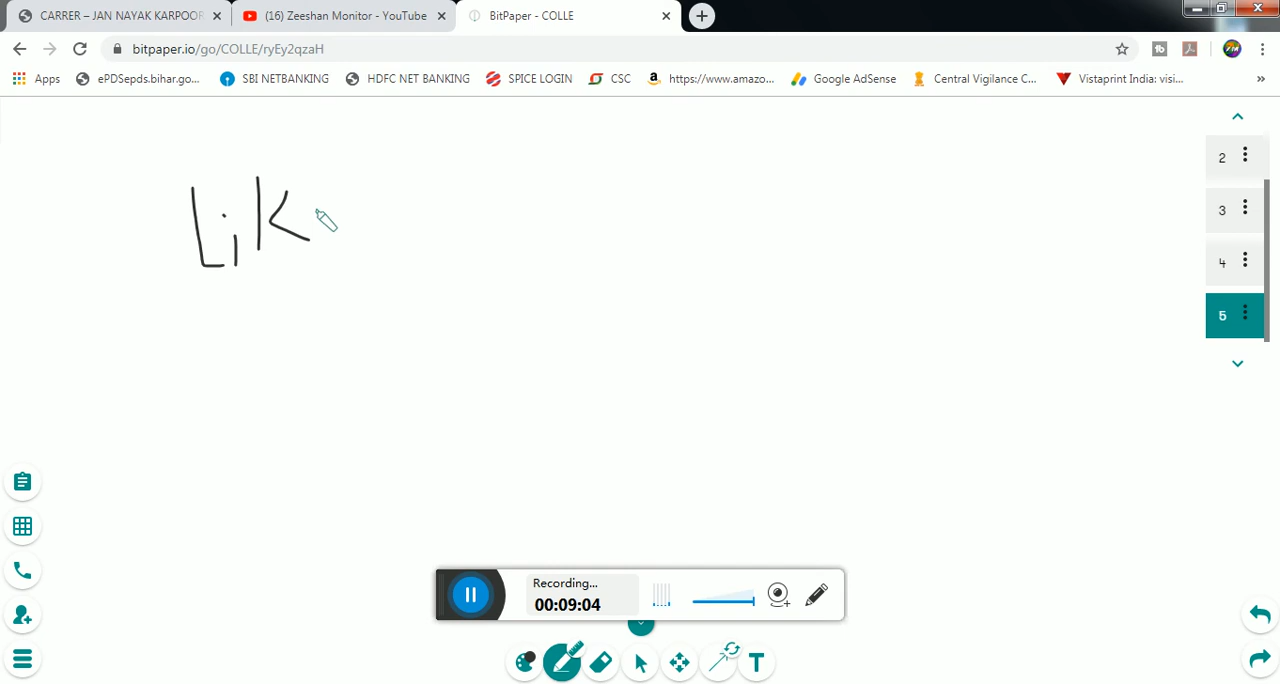 CARRER – JAN NAYAK KARPOOR
(16) Zeeshan Monitor - YouTube
BitPaper - COLLE
bitpaper.io/go/COLLE/ryEy2qzaH
Apps
ePDSepds.bihar.go...
SBI NETBANKING
HDFC NET BANKING
SPICE LOGIN
CSC
https://www.amazo...
Google AdSense
Central Vigilance C...
Vistaprint India: visi...
»
2
LiK
3
4
5
Recording...
00:09:04
T